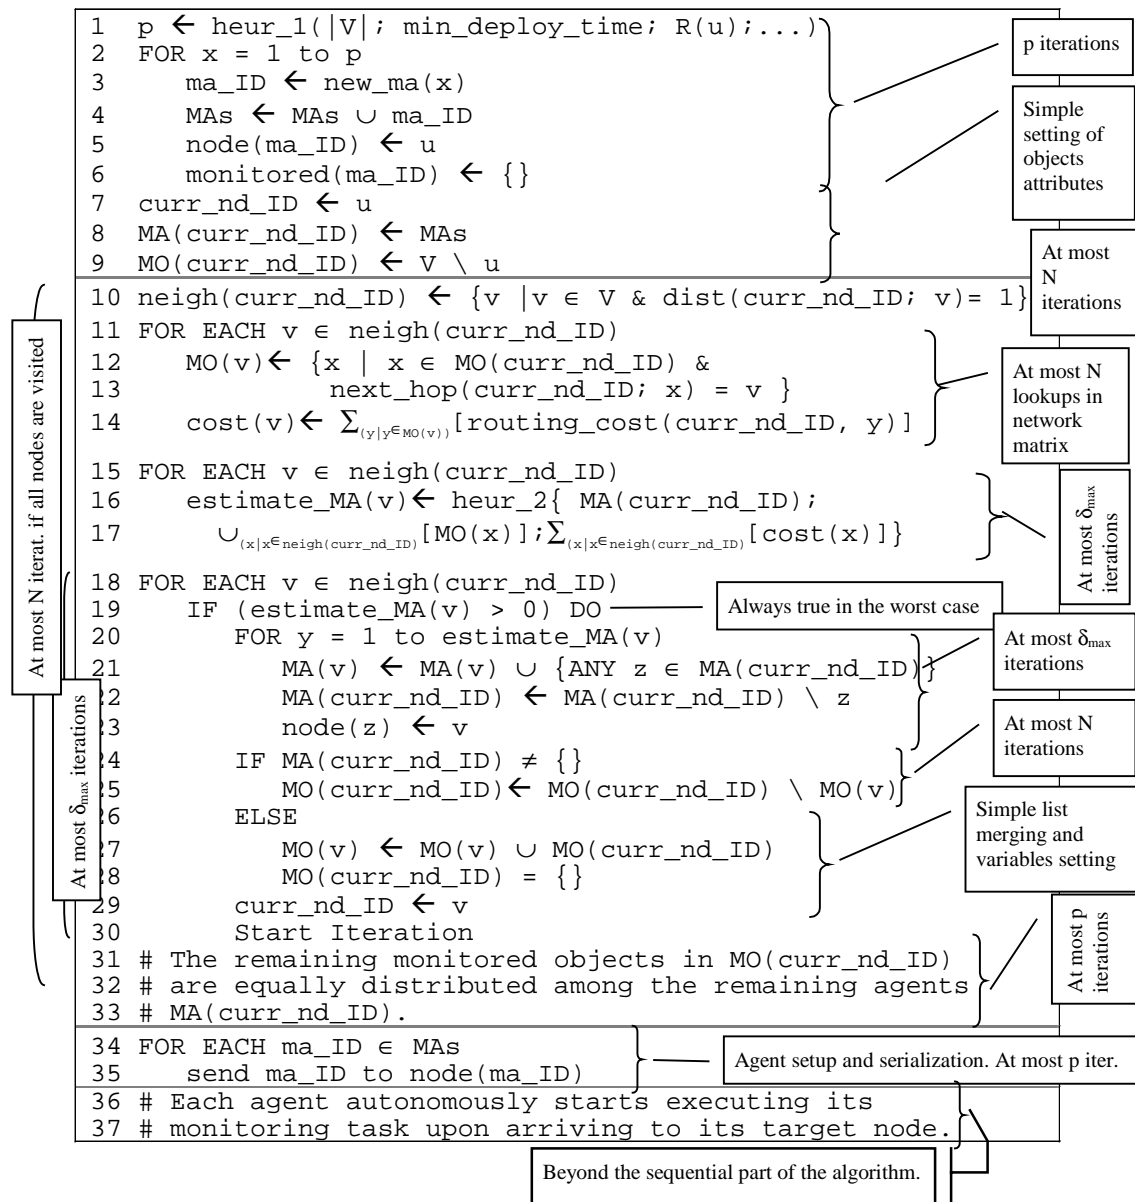 1 p ← heur_1(|V|; min_deploy_time; R(u);...)
2 FOR x = 1 to p
3 ma_ID ← new_ma(x)
4 MAs ← MAs ∪ ma_ID
5 node(ma_ID) ← u
6 monitored(ma_ID) ← {}
7 curr_nd_ID ← u
8 MA(curr_nd_ID) ← MAs
9 MO(curr_nd_ID) ← V \ u
10 neigh(curr_nd_ID) ← {v |v ∈ V & dist(curr_nd_ID; v)= 1}
11 FOR EACH v ∈ neigh(curr_nd_ID)
12 MO(v)← {x | x ∈ MO(curr_nd_ID) &
13 next_hop(curr_nd_ID; x) = v }
14 cost(v)← ∑(y|y∈MO(v))[routing_cost(curr_nd_ID, y)]
15 FOR EACH v ∈ neigh(curr_nd_ID)
16 estimate_MA(v)← heur_2{ MA(curr_nd_ID);
17 ∪(x|x∈neigh(curr_nd_ID)[MO(x)];∑(x|x∈neigh(curr_nd_ID)[cost(x)]}
18 FOR EACH v ∈ neigh(curr_nd_ID)
19 IF (estimate_MA(v) > 0) DO
20 FOR y = 1 to estimate_MA(v)
21 MA(v) ← MA(v) ∪ {ANY z ∈ MA(curr_nd_ID)}
22 MA(curr_nd_ID) ← MA(curr_nd_ID) \ z
23 node(z) ← v
24 IF MA(curr_nd_ID) ≠ {}
25 MO(curr_nd_ID)← MO(curr_nd_ID) \ MO(v)
26 ELSE
27 MO(v) ← MO(v) ∪ MO(curr_nd_ID)
28 MO(curr_nd_ID) = {}
29 curr_nd_ID ← v
30 Start Iteration
31 # The remaining monitored objects in MO(curr_nd_ID)
32 # are equally distributed among the remaining agents
33 # MA(curr_nd_ID).
34 FOR EACH ma_ID ∈ MAs
35 send ma_ID to node(ma_ID)
36 # Each agent autonomously starts executing its
37 # monitoring task upon arriving to its target node.
p iterations
Simple
setting of
objects
attributes
At most
N
iterations
At most N
lookups in
network
matrix
At most δmax
iterations
Always true in the worst case
At most δmax
iterations
At most N
iterations
Simple list
merging and
variables setting
At most p
iterations
Agent setup and serialization. At most p iter.
Beyond the sequential part of the algorithm.
At most N iterat. if all nodes are visited
At most δmax iterations